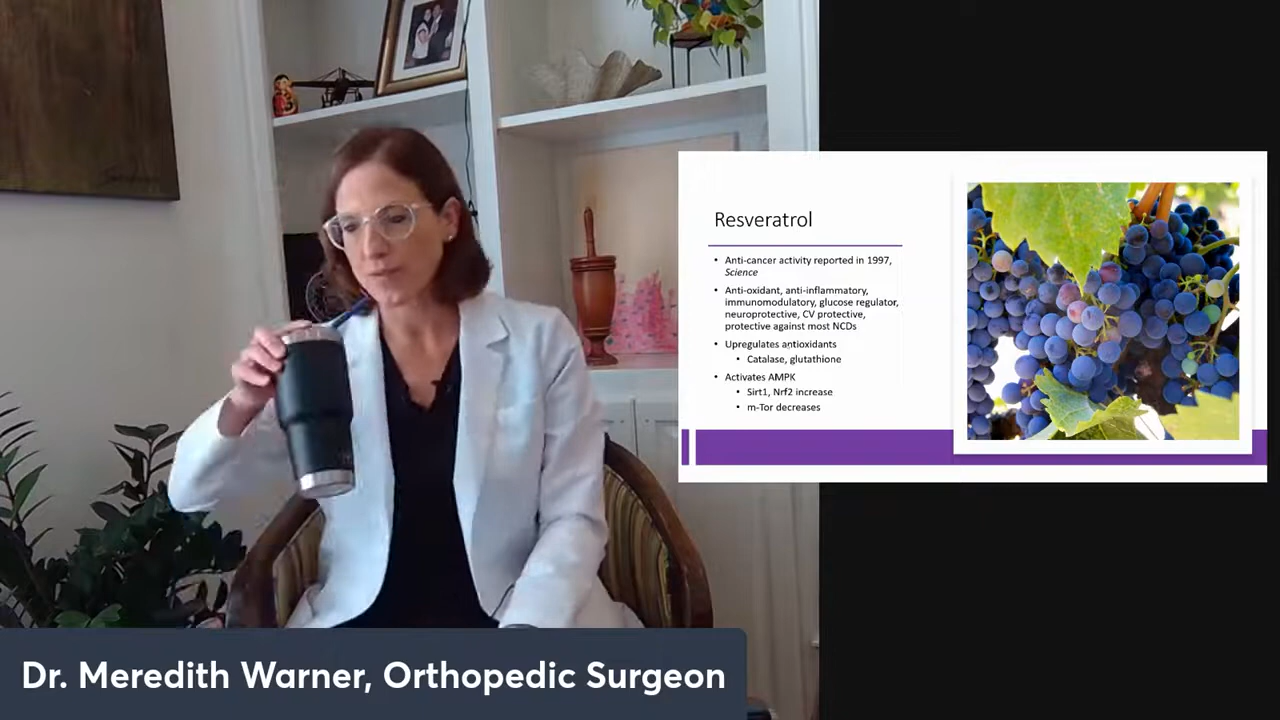 Resveratrol
• Anti-cancer activity reported in 1997,
Science
• Anti-oxidant, anti-inflammatory,
immunomodulatory, glucose regulator,
neuroprotective, CV protective,
protective against most NCDs
• Upregulates antioxidants
• Catalase, glutathione
• Activates AMPK
• Sirt1, Nrf2 increase
• m-Tor decreases
Dr. Meredith Warner, Orthopedic Surgeon